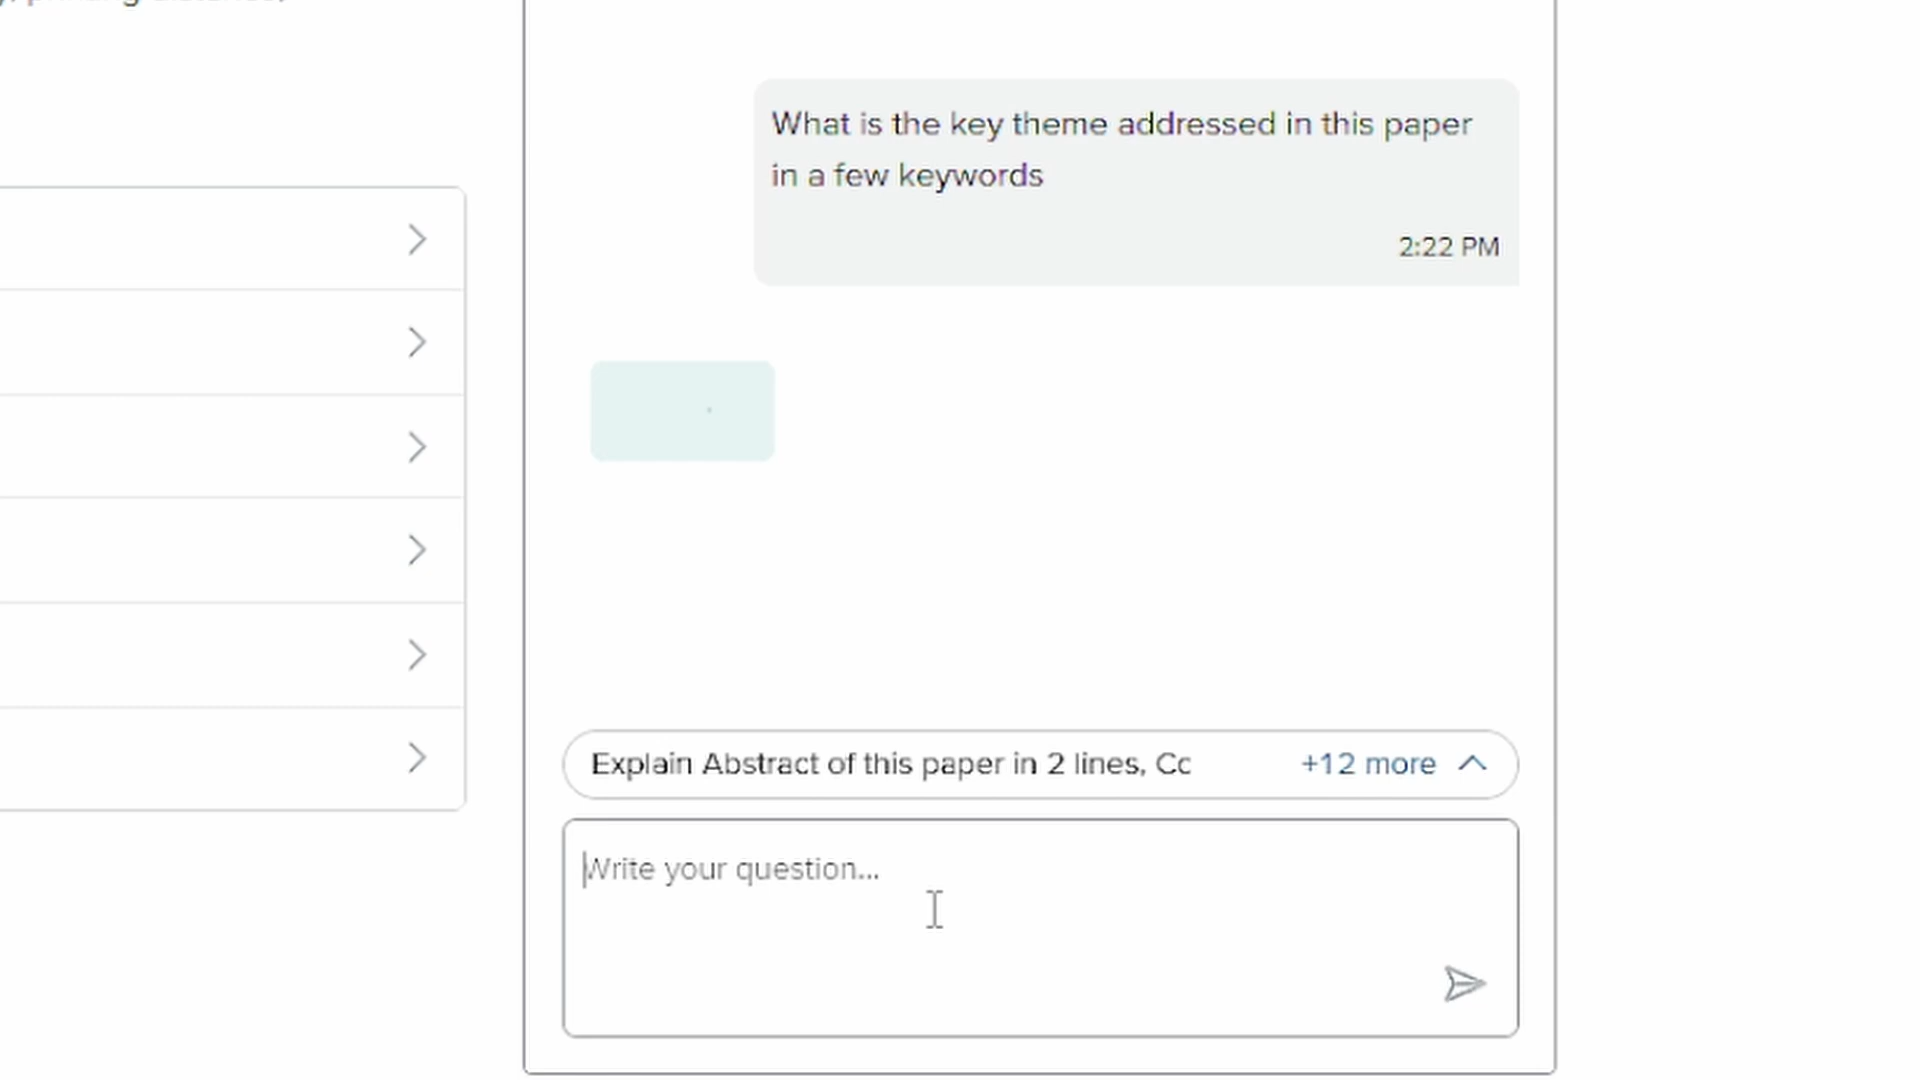 What is the key theme addressed in this paper
in a few keywords
2:22 PM
Explain Abstract of this paper in 2 lines, Cc
+12 more
Write your question...